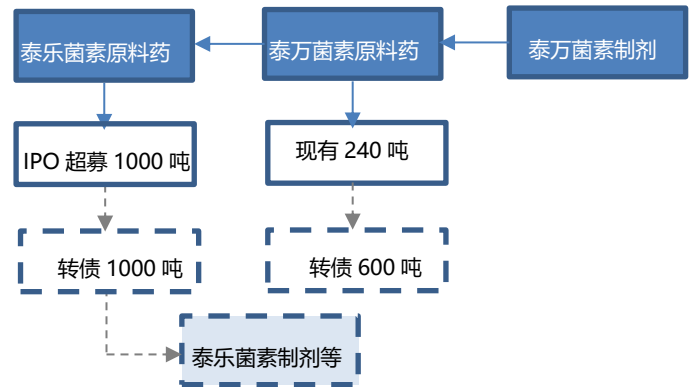 泰乐菌素原料药
泰万菌素原料药
泰万菌素制剂
IPO 超募 1000 吨
现有 240 吨
转债 1000 吨
转债 600 吨
泰乐菌素制剂等